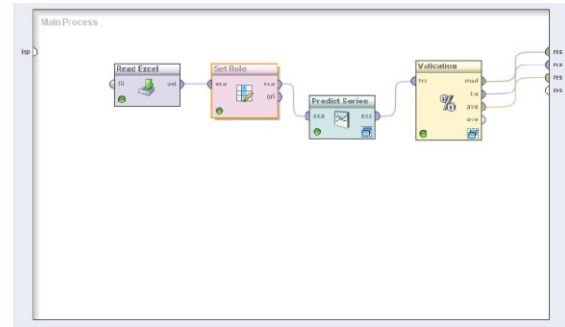 Main Process
inp
Read Excel
fil
out
Set Role
exa
exa
ori
Predict Series
exa
exa
Validation
tra
mod
tra
ave
ave
res
res
res
res